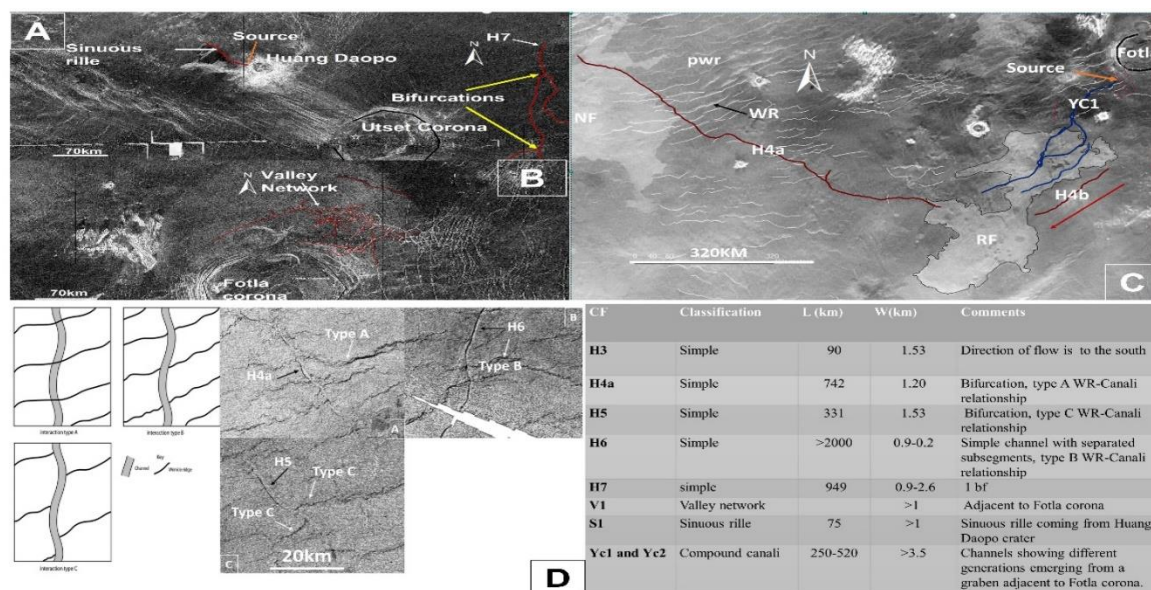 A
Sinuous
rille
Source
Huang Daopo
N
H7
Bifurcations
Utset Corona
70km
B
N
Valley
Network
Fotla
corona
70km
pwr
N
WR
NF
H4a
Source
Fotla
YC1
H4b
RF
320KM
C
Interaction type A
Interaction type B
Key
Channel
Wrinkle ridge
Interaction type C
Type A
H4a
A
H6
B
Type B
H5
Type C
Type C
C
20km
D
CF Classification L (km) W(km) Comments
H3 Simple 90 1.53 Direction of flow is to the south
H4a Simple 742 1.20 Bifurcation, type A WR-Canali
relationship
H5 Simple 331 1.53 Bifurcation, type C WR-Canali
relationship
H6 Simple >2000 0.9-0.2 Simple channel with separated
subsegments, type B WR-Canali
relationship
H7 simple 949 0.9-2.6 1 bf
V1 Valley network >1 Adjacent to Fotla corona
S1 Sinuous rille 75 >1 Sinuous rille coming from Huang
Daopo crater
Yc1 and Yc2 Compound canali 250-520 >3.5 Channels showing different
generations emerging from a
graben adjacent to Fotla corona.